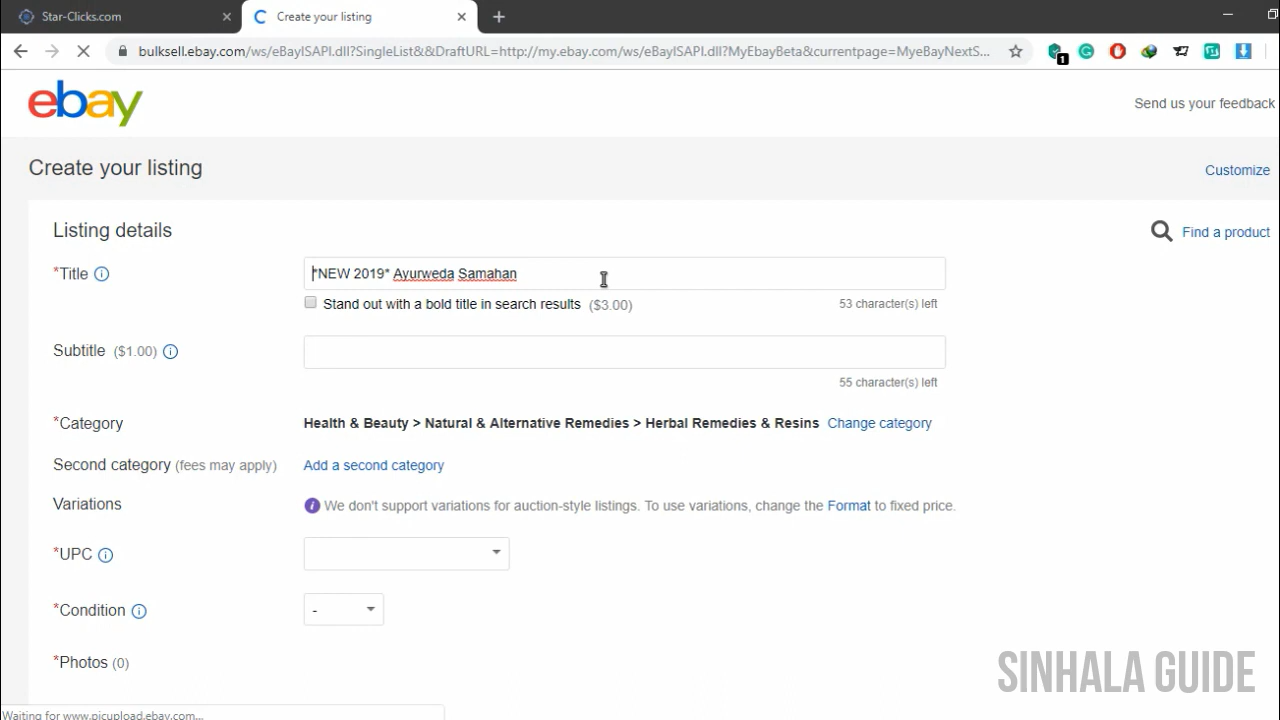 Star-Clicks.com
Create your listing
bulksell.ebay.com/ws/eBayISAPI.dll?SingleList&&DraftURL=http://my.ebay.com/ws/eBayISAPI.dll?MyEbayBeta&currentpage=MyeBayNextS...
1
ebay
Send us your feedback
Create your listing
Customize
Listing details
Find a product
*Title
*NEW 2019* Ayurweda Samahan
Stand out with a bold title in search results ($3.00)
53 character(s) left
Subtitle ($1.00)
55 character(s) left
*Category
Health & Beauty > Natural & Alternative Remedies > Herbal Remedies & Resins Change category
Second category (fees may apply)
Add a second category
Variations
We don't support variations for auction-style listings. To use variations, change the Format to fixed price.
*UPC
*Condition
-
*Photos (0)
SINHALA GUIDE
Waiting for www.picupload.ebay.com...